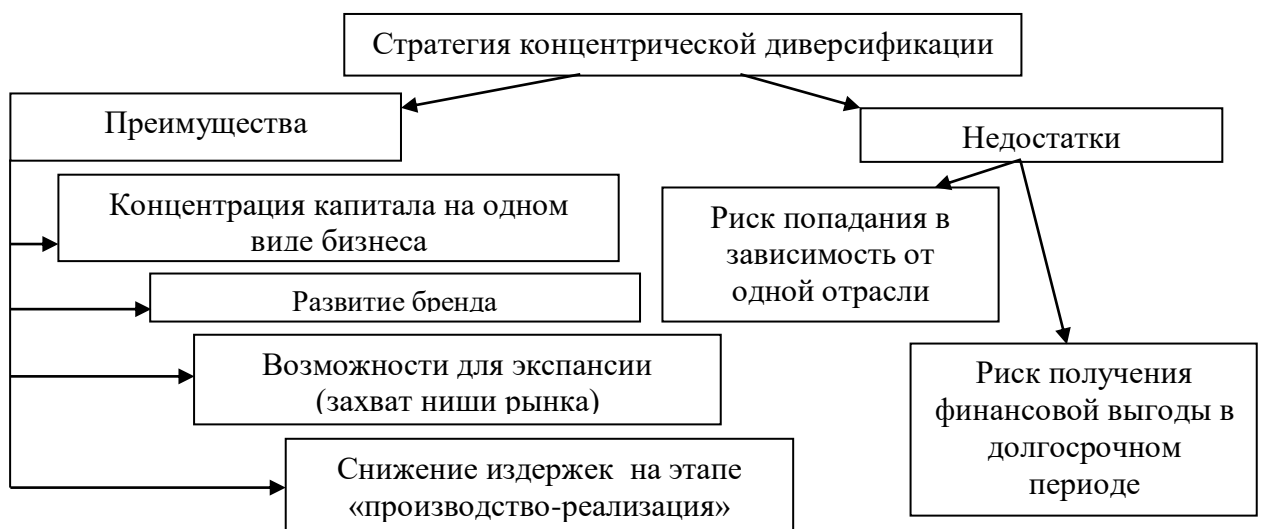 Стратегия концентрической диверсификации
Преимущества
Недостатки
Концентрация капитала на одном
виде бизнеса
Развитие бренда
Возможности для экспансии
(захват ниши рынка)
Снижение издержек на этапе
«производство-реализация»
Риск попадания в
зависимость от
одной отрасли
Риск получения
финансовой выгоды в
долгосрочном
периоде